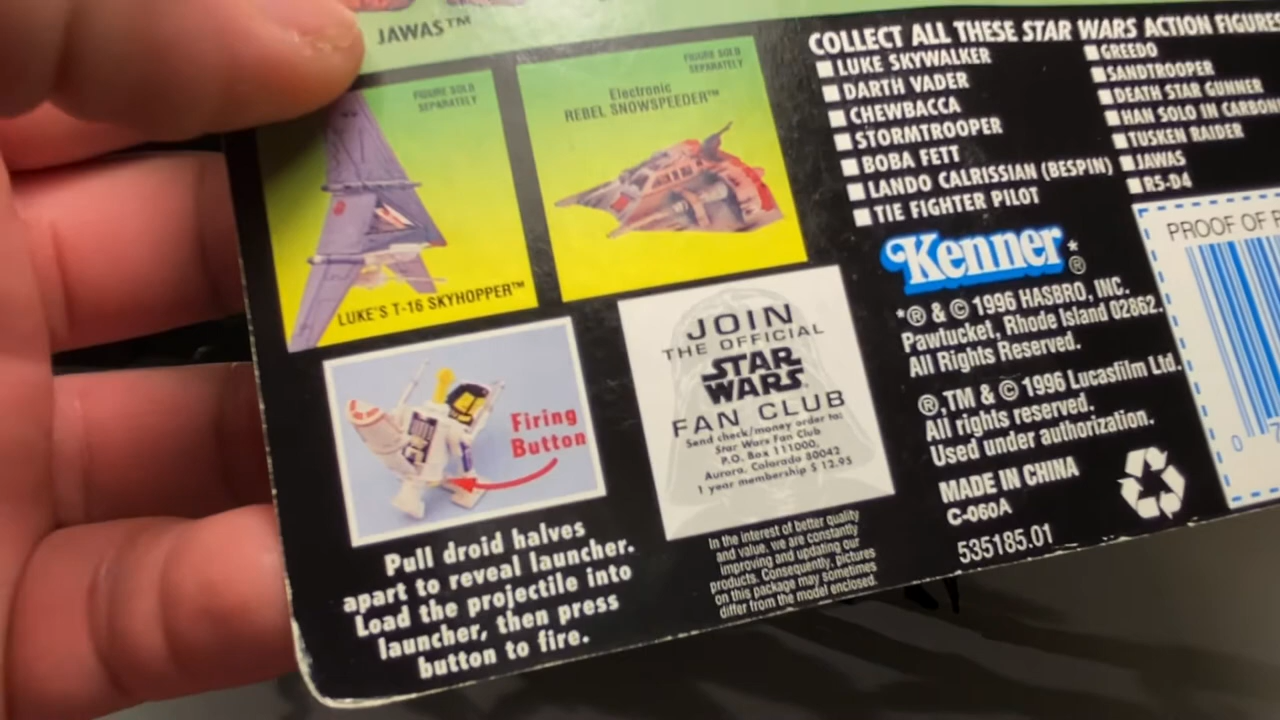 JAWAS™
FIGURE SOLD
SEPARATELY
LUKE'S T-16 SKYHOPPER™
FIGURE SOLD
SEPARATELY
Electronic
REBEL SNOWSPEEDER™
Firing
Button
Pull droid halves
apart to reveal launcher.
Load the projectile into
launcher, then press
button to fire.
JOIN
THE OFFICIAL
STAR
WARS
FAN CLUB
Send check/money order to:
Star Wars Fan Club
P.O. Box 111000,
Aurora, Colorado 80042
1 year membership $ 12.95
In the interest of better quality
and value, we are constantly
improving and updating our
products. Consequently, pictures
on this package may sometimes
differ from the model enclosed.
COLLECT ALL THESE STAR WARS ACTION FIGURES
LUKE SKYWALKER
DARTH VADER
CHEWBACCA
STORMTROOPER
BOBA FETT
LANDO CALRISSIAN (BESPIN)
TIE FIGHTER PILOT
GREEDO
SANDTROOPER
DEATH STAR GUNNER
HAN SOLO IN CARBON
TUSKEN RAIDER
JAWAS
R5-D4
Kenner*®
*® & © 1996 HASBRO, INC.
Pawtucket, Rhode Island 02862.
All Rights Reserved.
®,TM & © 1996 Lucasfilm Ltd.
All rights reserved.
Used under authorization.
MADE IN CHINA
C-060A
535185.01
PROOF OF
0